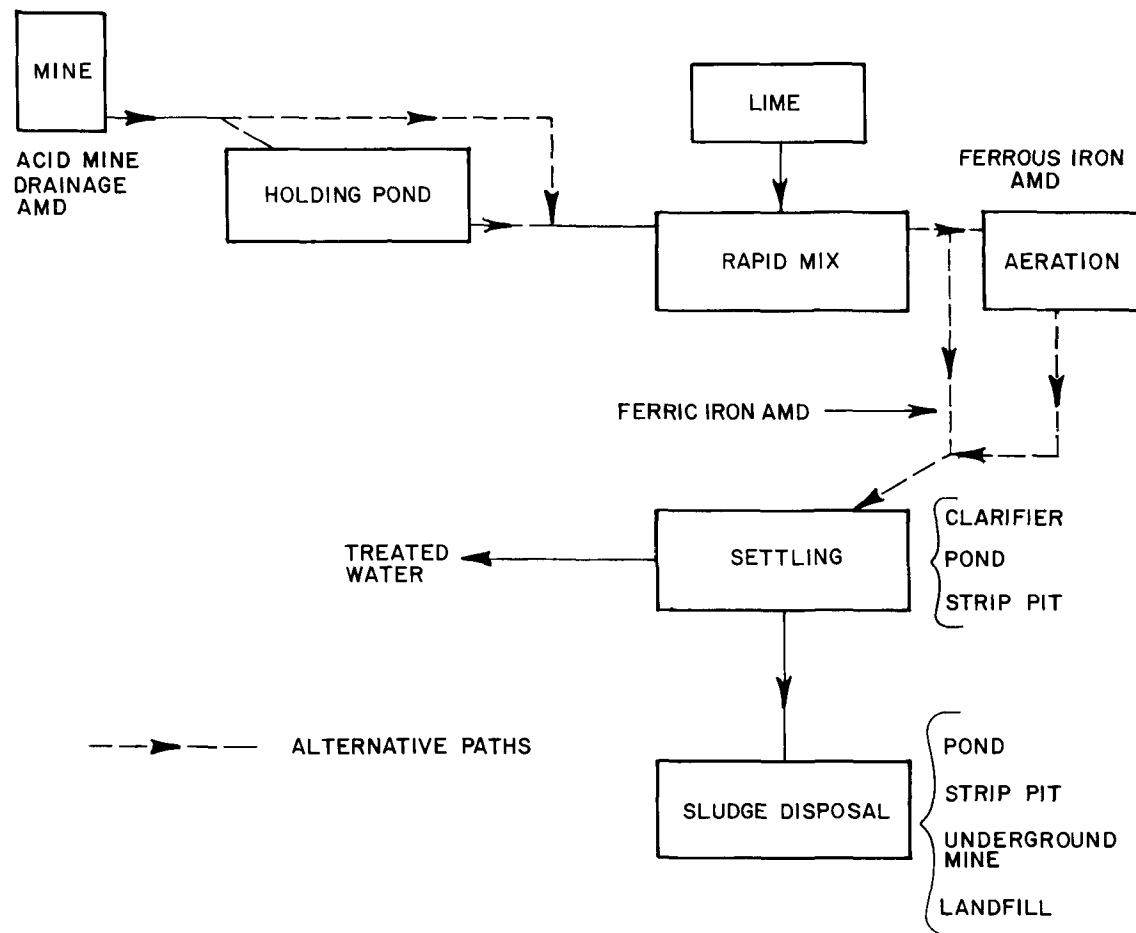 MINE
ACID MINE
DRAINAGE
AMD
HOLDING POND
LIME
RAPID MIX
FERROUS IRON
AMD
AERATION
FERRIC IRON AMD
SETTLING
CLARIFIER
POND
STRIP PIT
TREATED
WATER
ALTERNATIVE PATHS
SLUDGE DISPOSAL
POND
STRIP PIT
UNDERGROUND
MINE
LANDFILL